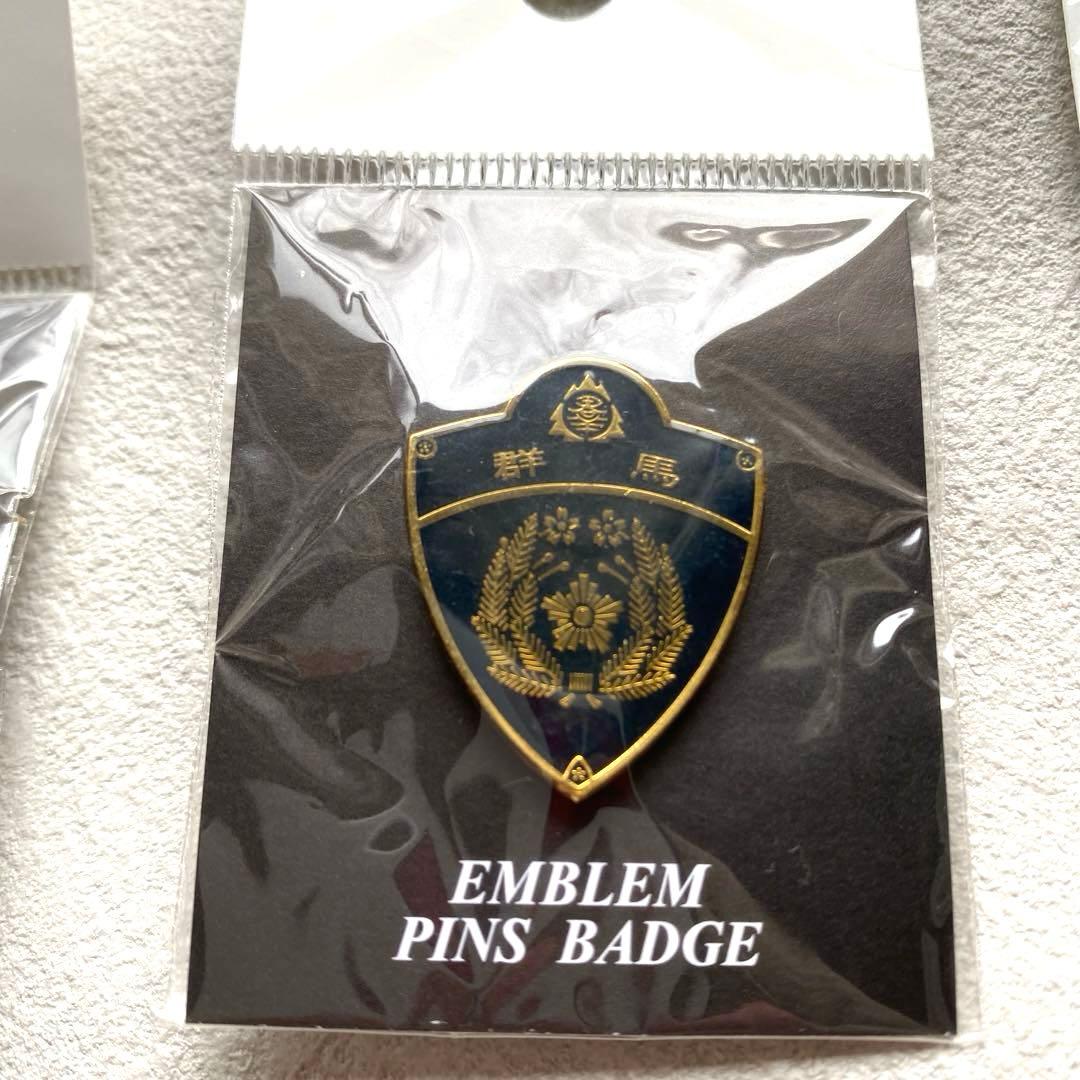 群 馬
EMBLEM
PINS BADGE